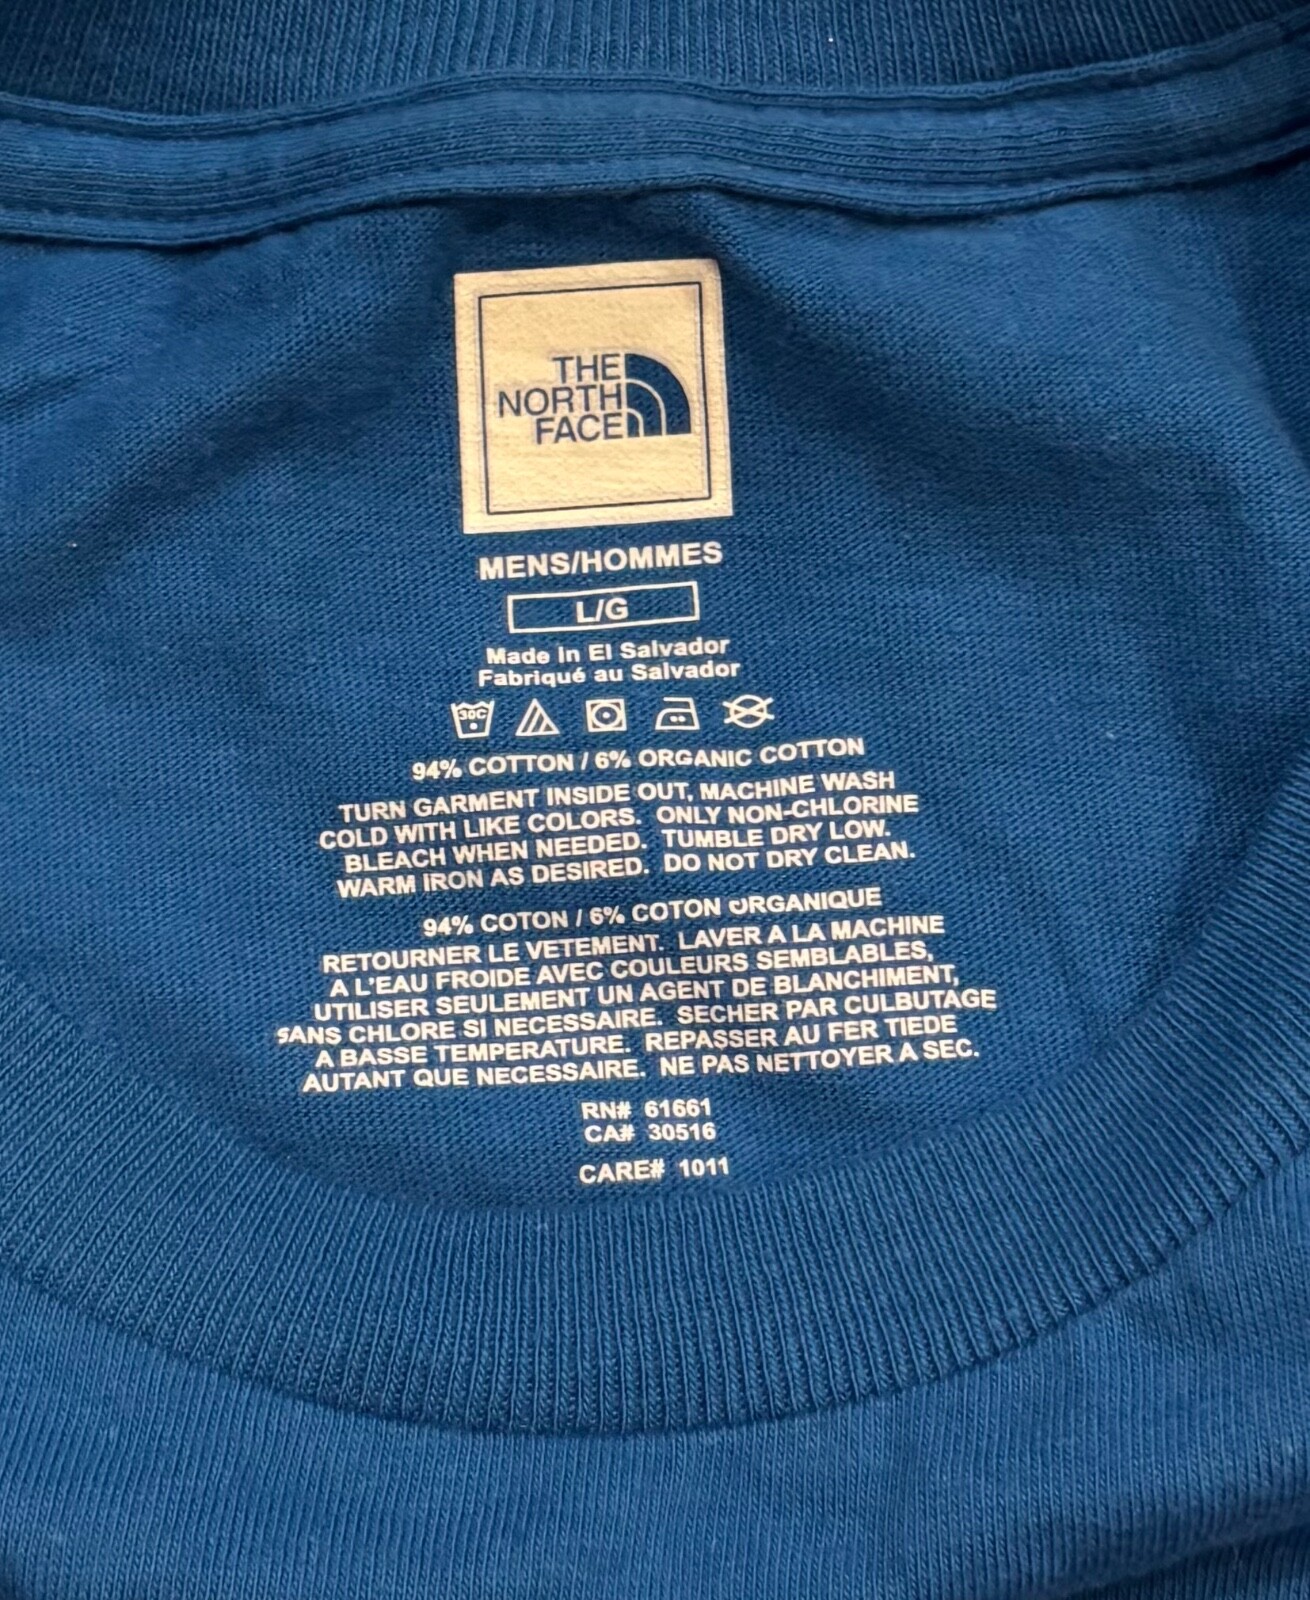 THE
NORTH
FACE
MENS/HOMMES
L/G
Made In El Salvador
Fabriqué au Salvador
30C
94% COTTON / 6% ORGANIC COTTON
TURN GARMENT INSIDE OUT, MACHINE WASH
COLD WITH LIKE COLORS. ONLY NON-CHLORINE
BLEACH WHEN NEEDED. TUMBLE DRY LOW.
WARM IRON AS DESIRED. DO NOT DRY CLEAN.
94% COTON / 6% COTON ORGANIQUE
RETOURNER LE VETEMENT. LAVER A LA MACHINE
A L'EAU FROIDE AVEC COULEURS SEMBLABLES,
UTILISER SEULEMENT UN AGENT DE BLANCHIMENT,
SANS CHLORE SI NECESSAIRE. SECHER PAR CULBUTAGE
A BASSE TEMPERATURE. REPASSER AU FER TIEDE
AUTANT QUE NECESSAIRE. NE PAS NETTOYER A SEC.
RN# 61661
CA# 30516
CARE# 1011